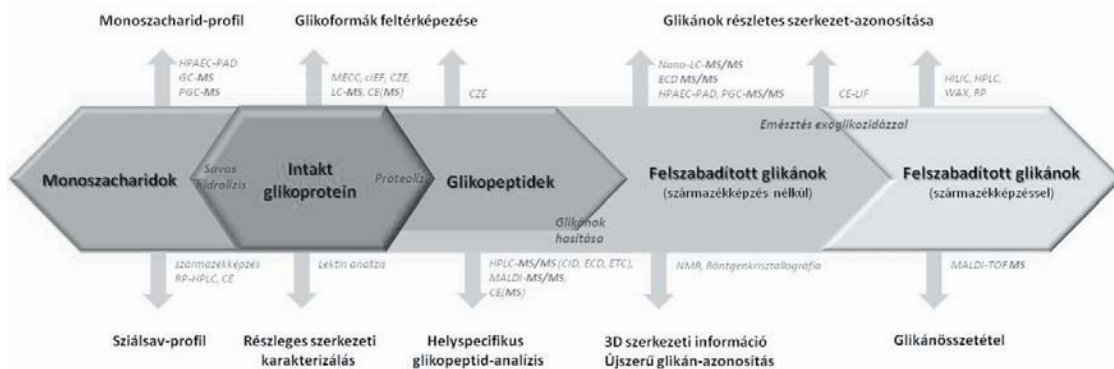 Monoszacharid-profil
Glikoformák feltérképezése
Glikánok részletes szerkezet-azonosítása
HPAEC-PAD
GC-MS
PGC-MS
MECC, cIEF, CZE,
LC-MS, CE(MS)
CZE
Nano-LC-MS/MS
ECD MS/MS
HPAEC-PAD, PGC-MS/MS
CE-LIF
HILIC, HPLC,
WAX, RP
Emésztés exoglikozidázzal
Monoszacharidok
Savas
hidrolízis
Intakt
glikoprotein
Proteolízis
Glikopeptidek
Glikánok
hasítása
Felszabadított glikánok
(származékképzés nélkül)
Felszabadított glikánok
(származékképzéssel)
származékképzés
RP-HPLC, CE
Lektin analízis
HPLC-MS/MS (CID, ECD, ETC),
MALDI-MS/MS,
CE(MS)
NMR, Röntgenkrisztallográfia
MALDI-TOF MS
Sziálsav-profil
Részleges szerkezeti
karakterizálás
Helyspecifikus
glikopeptid-analízis
3D szerkezeti információ
Újszerű glikán-azonosítás
Glikánösszetétel